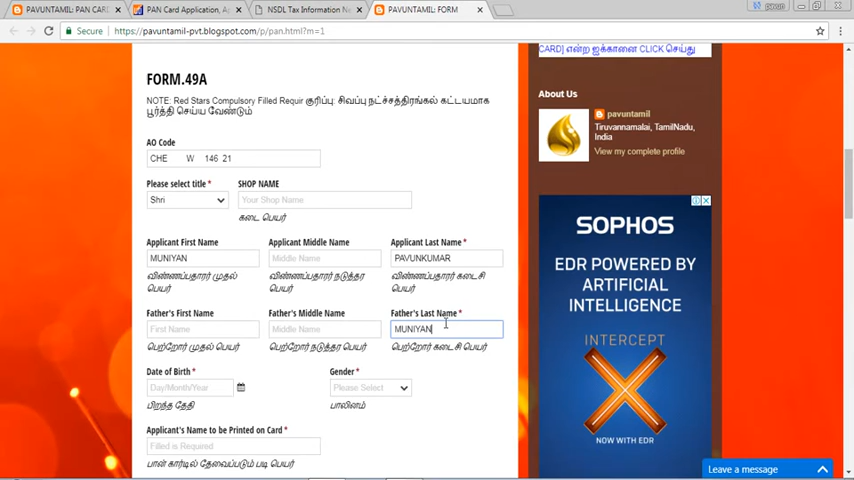 PAVUNTAMIL: PAN CAR
PAN Card Application, Ap
NSDL Tax Information Ne
PAVUNTAMIL: FORM
pavun
Secure https://pavuntamil-pvt.blogspot.com/p/pan.html?m=1
FORM.49A
NOTE: Red Stars Compulsory Filled Requir குரிப்பு: சிவப்பு நட்சத்திரங்கல் கட்டயமாக
பூர்த்தி செய்ய வேண்டும்
AO Code
CHE W 146 21
Please select title * SHOP NAME
Shri Your Shop Name
கடை பெயர்
Applicant First Name Applicant Middle Name Applicant Last Name *
MUNIYAN Middle Name PAVUNKUMAR
விண்ணப்பதாரர் முதல் பெயர்
விண்ணப்பதாரர் நடுத்தர பெயர்
விண்ணப்பதாரர் கடைசி பெயர்
Father's First Name Father's Middle Name Father's Last Name *
First Name Middle Name MUNIYAN
பெற்றோர் முதல் பெயர் பெற்றோர் நடுத்தர பெயர் பெற்றோர் கடைசி பெயர்
Date of Birth * Gender *
Day/Month/Year Please Select
பிறந்த தேதி பாலினம்
Applicant's Name to be Printed on Card *
Filled is Required
பான் கார்டில் தேவைப்படும் படி பெயர்
CARD] என்ற ஐக்கானை CLICK செய்து
About Us
pavuntamil
Tiruvannamalai, TamilNadu,
India
View my complete profile
SOPHOS
EDR POWERED BY
ARTIFICIAL
INTELLIGENCE
INTERCEPT
NOW WITH EDR
Leave a message